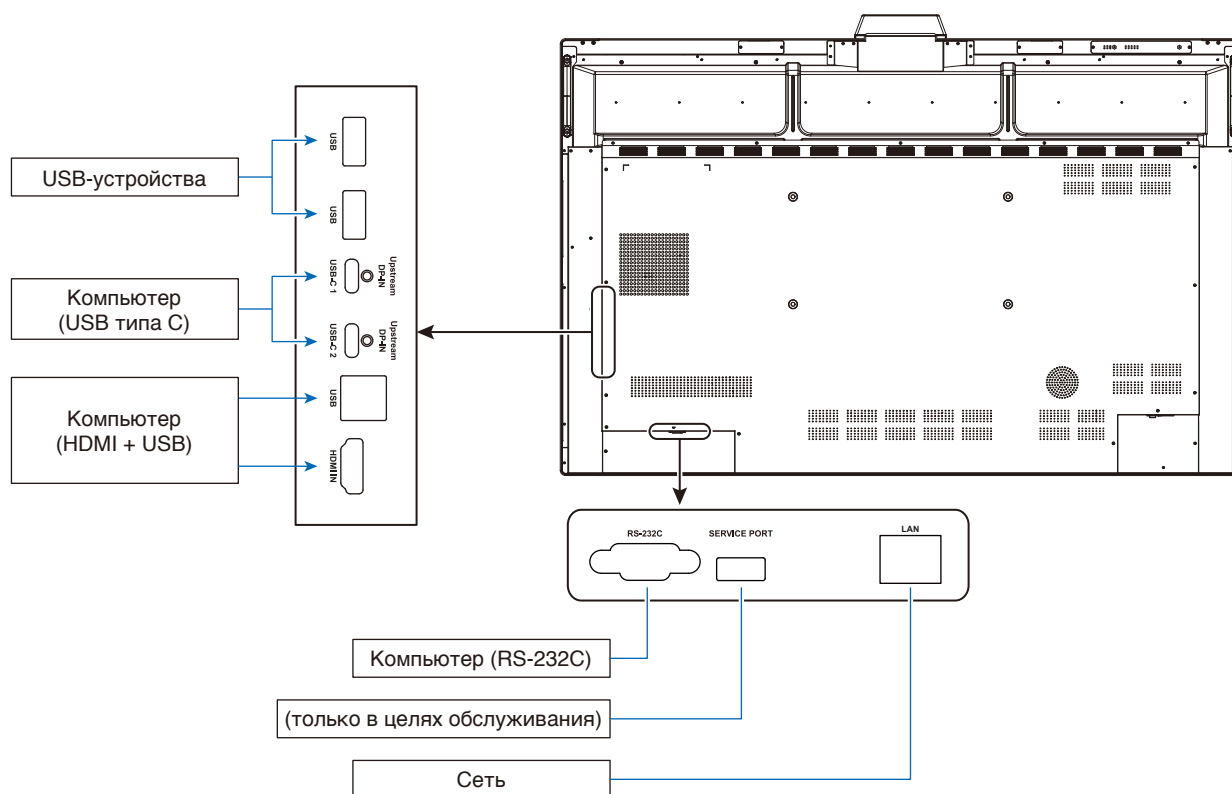 USB-устройства
Компьютер
(USB типа C)
Компьютер
(HDMI + USB)
USB
USB
Upstream
DP-IN
USB-C 1
Upstream
DP-IN
USB-C 2
USB
HDMI IN
RS-232C
SERVICE PORT
LAN
Компьютер (RS-232C)
(только в целях обслуживания)
Сеть